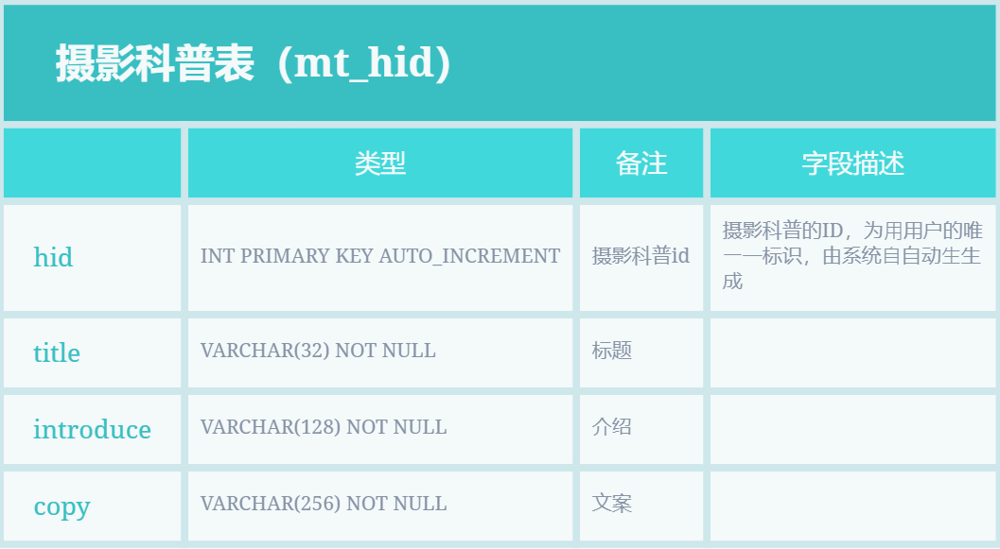 摄影科普表（mt_hid）
类型 备注 字段描述
hid INT PRIMARY KEY AUTO_INCREMENT 摄影科普id 摄影科普的ID，为用用户的唯
一一标识，由系统自自动生生
成
title VARCHAR(32) NOT NULL 标题
introduce VARCHAR(128) NOT NULL 介绍
copy VARCHAR(256) NOT NULL 文案